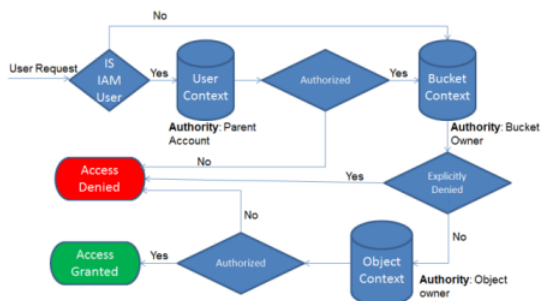 No
User Request
IS
IAM
User
Yes
User
Context
Authorized
Yes
Bucket
Context
Authority: Parent
Account
Authority: Bucket
Owner
No
Access
Denied
Yes
Explicitly
Denied
No
No
Access
Granted
Yes
Authorized
Object
Context
Authority: Object
owner